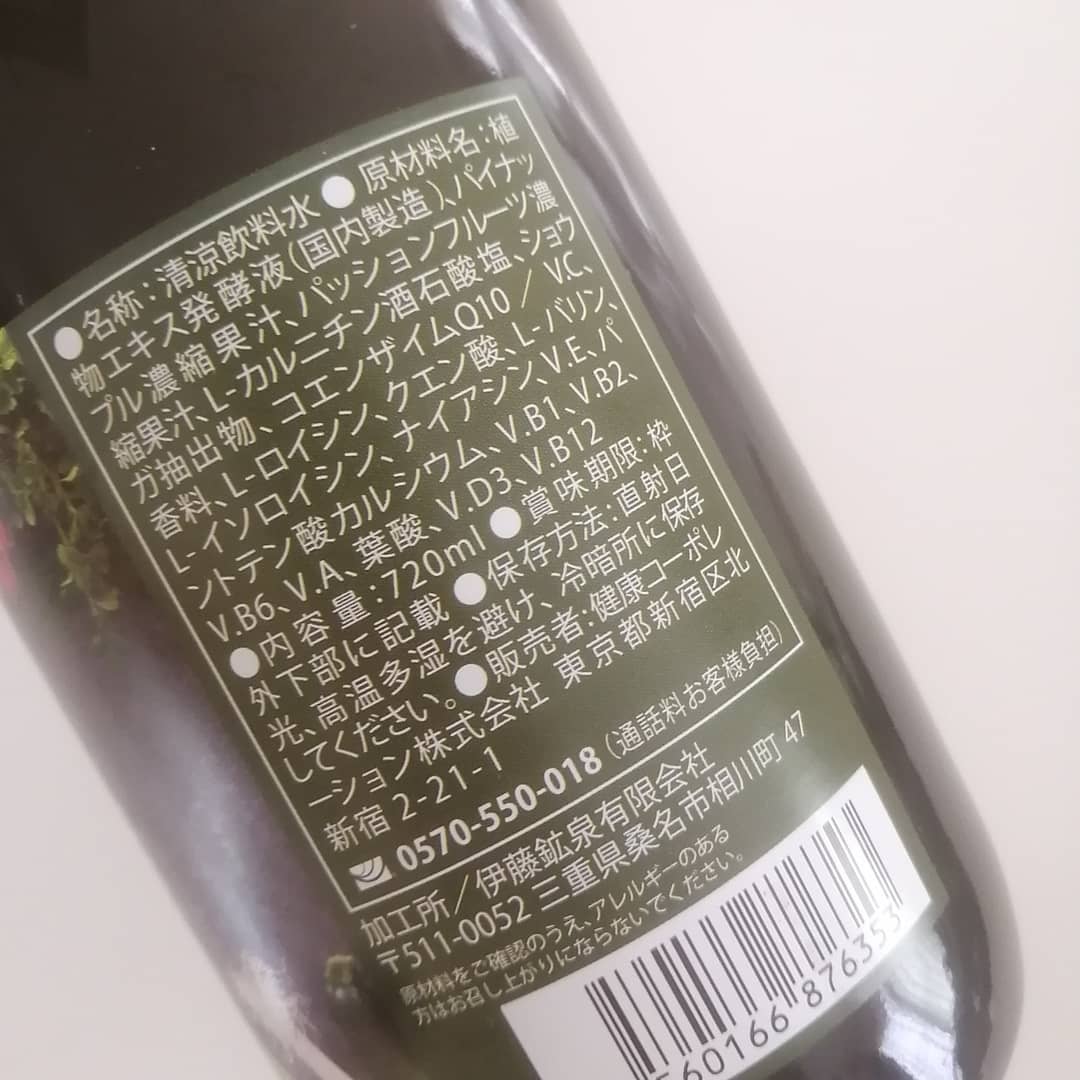 ●名称：清涼飲料水 ●原材料名：植
物エキス発酵液（国内製造）、パイナッ
プル濃縮果汁、パッションフルーツ濃
縮果汁、L-カルニチン酒石酸塩、ショウ
ガ抽出物、コエンザイムQ10／V.C、
香料、L-ロイシン、クエン酸、L-バリン、
L-イソロイシン、ナイアシン、V.E、パ
ントテン酸カルシウム、V.B1、V.B2、
V.B6、V.A、葉酸、V.D3、V.B12
●内容量：720ml ●賞味期限：枠
外下部に記載 ●保存方法：直射日
光、高温多湿を避け、冷暗所に保存
してください。●販売者：健康コーポレ
ーション株式会社 東京都新宿区北
新宿 2-21-1
0570-550-018（通話料お客様負担）
加工所／伊藤鉱泉有限会社
〒511-0052 三重県桑名市相川町 47
原材料をご確認のうえ、アレルギーのある
方はお召し上がりにならないでください。
560166 876353